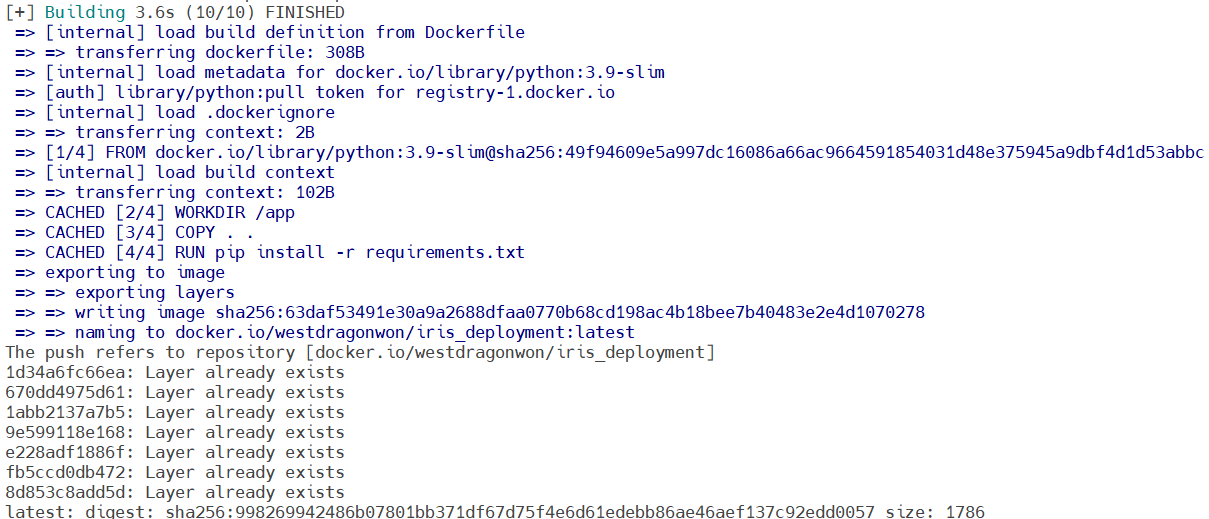 [+] Building 3.6s (10/10) FINISHED
=> [internal] load build definition from Dockerfile
=> => transferring dockerfile: 308B
=> [internal] load metadata for docker.io/library/python:3.9-slim
=> [auth] library/python:pull token for registry-1.docker.io
=> [internal] load .dockerignore
=> => transferring context: 2B
=> [1/4] FROM docker.io/library/python:3.9-slim@sha256:49f94609e5a997dc16086a66ac9664591854031d48e375945a9dbf4d1d53abbc
=> [internal] load build context
=> => transferring context: 102B
=> CACHED [2/4] WORKDIR /app
=> CACHED [3/4] COPY . .
=> CACHED [4/4] RUN pip install -r requirements.txt
=> exporting to image
=> => exporting layers
=> => writing image sha256:63daf53491e30a9a2688dfaa0770b68cd198ac4b18bee7b40483e2e4d1070278
=> => naming to docker.io/westdragonwon/iris_deployment:latest
The push refers to repository [docker.io/westdragonwon/iris_deployment]
1d34a6fc66ea: Layer already exists
670dd4975d61: Layer already exists
1abb2137a7b5: Layer already exists
9e599118e168: Layer already exists
e228adf1886f: Layer already exists
fb5ccd0db472: Layer already exists
8d853c8add5d: Layer already exists
latest: digest: sha256:998269942486b07801bb371df67d75f4e6d61edebb86ae46aef137c92edd0057 size: 1786